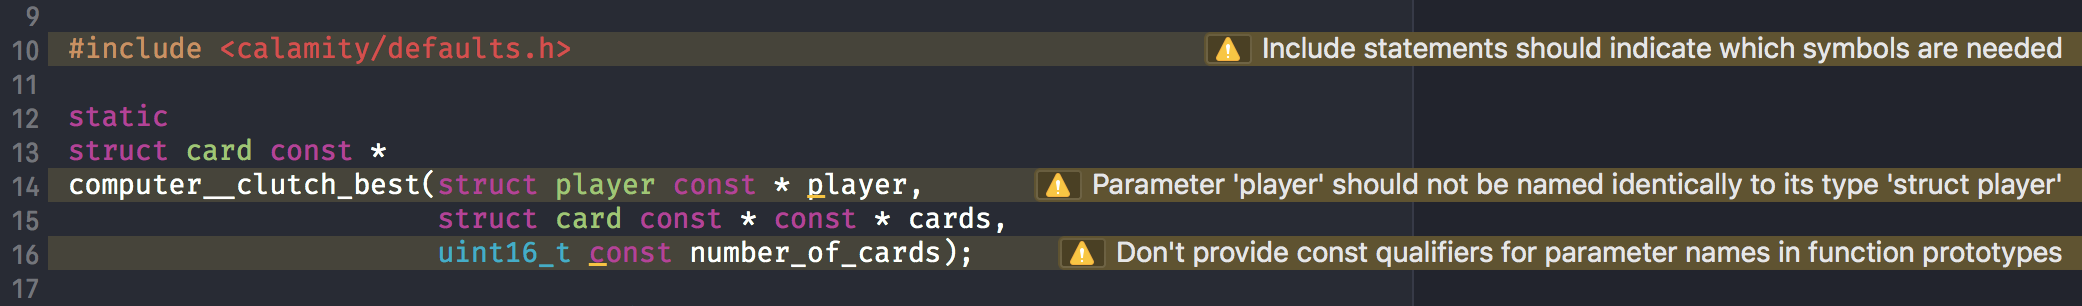 9
10 #include <calamity/defaults.h> Include statements should indicate which symbols are needed
11
12 static
13 struct card const *
14 computer__clutch_best(struct player const * player, Parameter 'player' should not be named identically to its type 'struct player'
15 struct card const * const * cards,
16 uint16_t const number_of_cards); Don't provide const qualifiers for parameter names in function prototypes
17